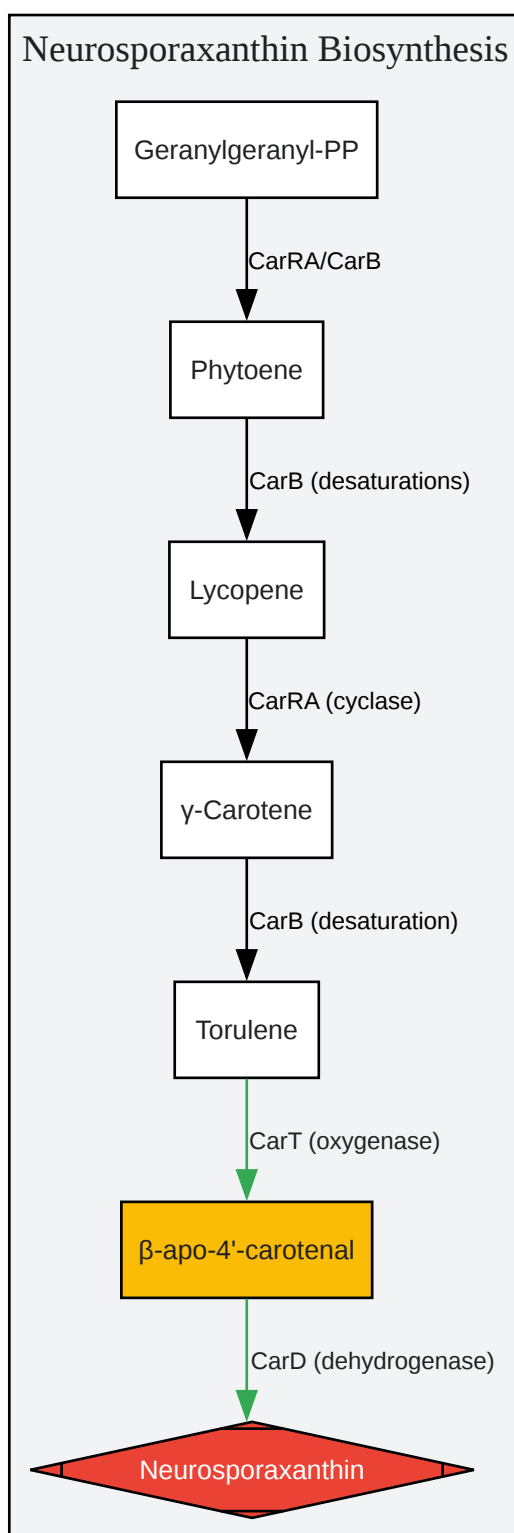 Neurosporaxanthin Biosynthesis
Geranylgeranyl-PP
CarRA/CarB
Phytoene
CarB (desaturations)
Lycopene
CarRA (cyclase)
γ-Carotene
CarB (desaturation)
Torulene
CarT (oxygenase)
β-apo-4'-carotenal
CarD (dehydrogenase)
Neurosporaxanthin